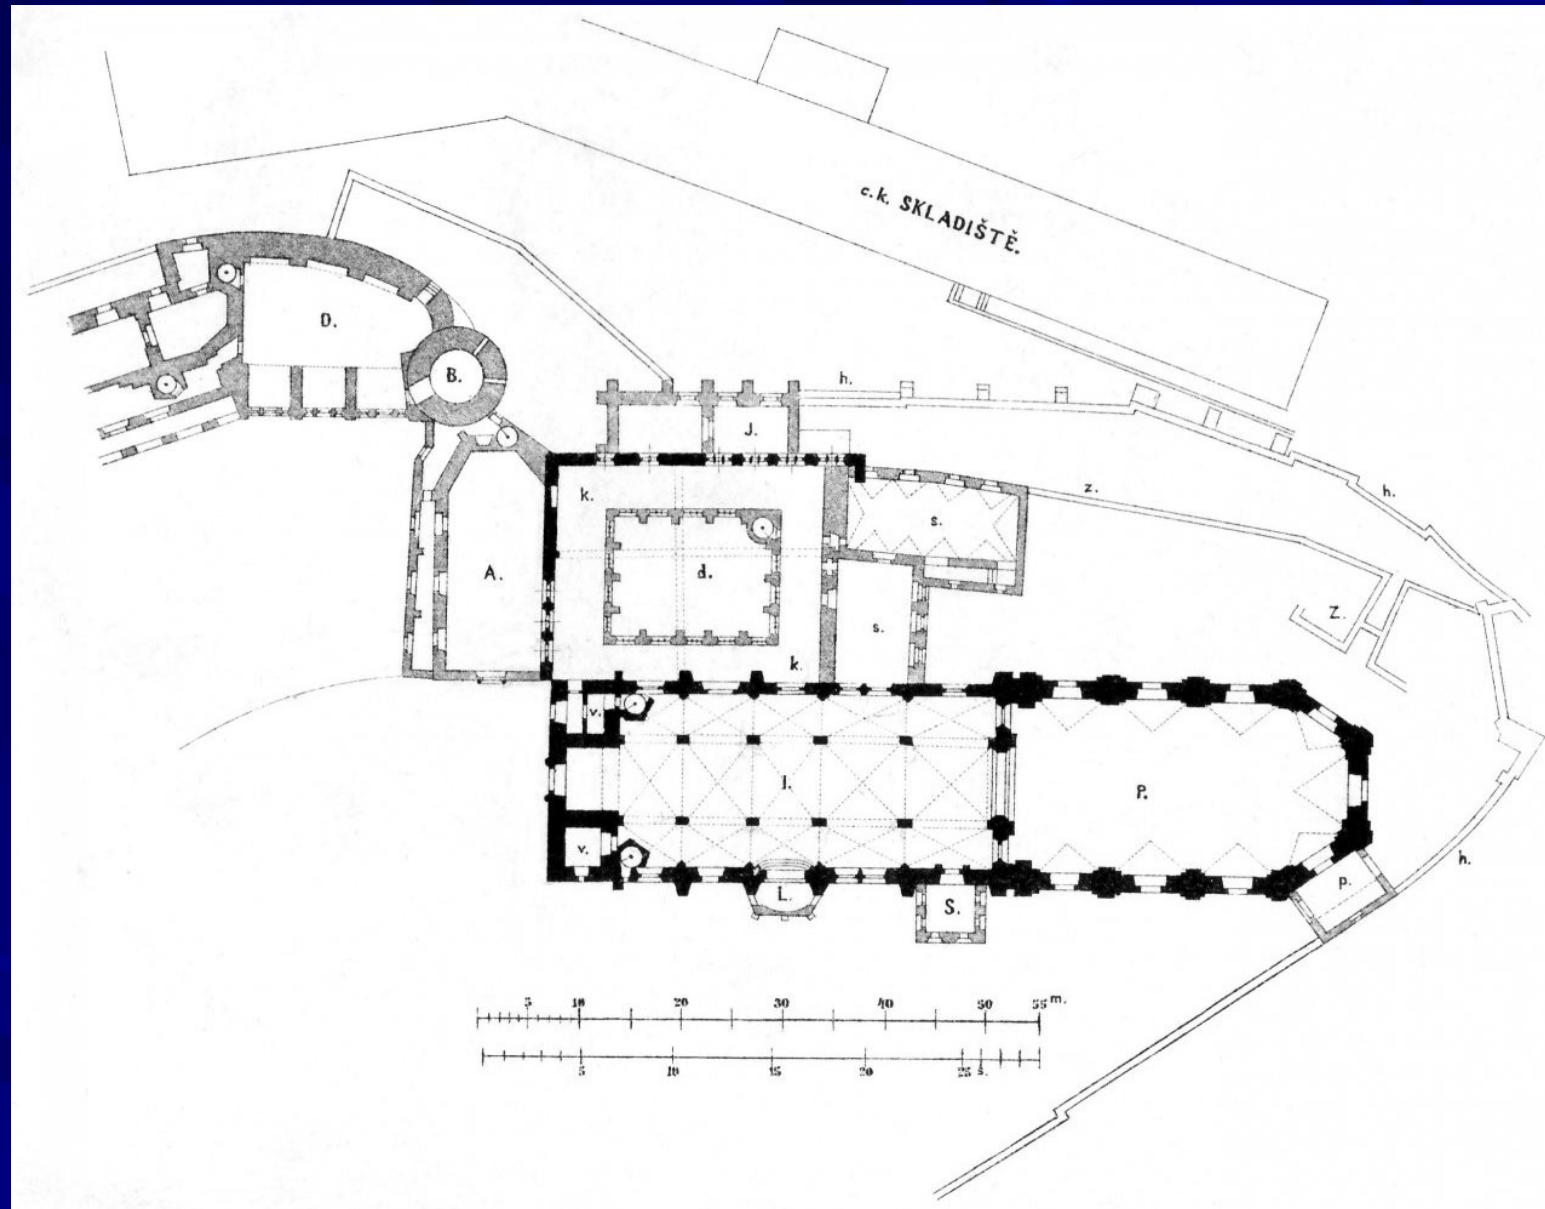 c.k. SKLADIŠTĚ.
D.
B.
h.
J.
k.
s.
z.
h.
A.
d.
s.
Z.
k.
v.
l.
P.
v.
L.
S.
p.
h.
5 10 20 30 40 50 55 m.
5 10 15 20 25 s.